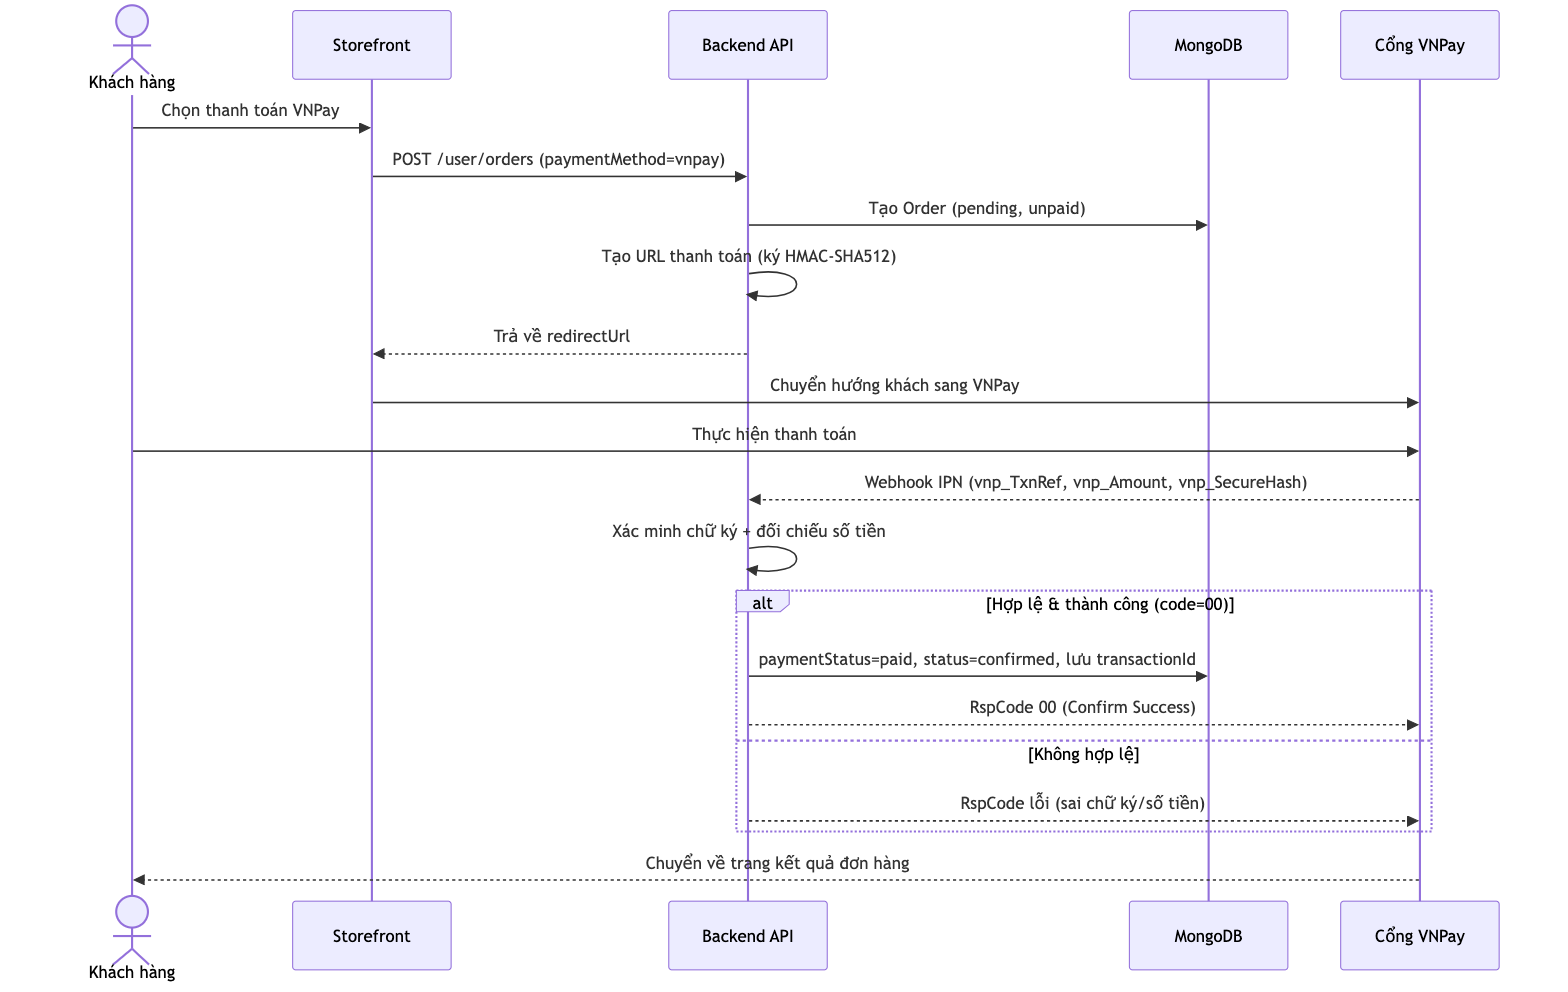 Khách hàng
Storefront
Backend API
MongoDB
Cổng VNPay
Chọn thanh toán VNPay
POST /user/orders (paymentMethod=vnpay)
Tạo Order (pending, unpaid)
Tạo URL thanh toán (ký HMAC-SHA512)
Trả về redirectUrl
Chuyển hướng khách sang VNPay
Thực hiện thanh toán
Webhook IPN (vnp_TxnRef, vnp_Amount, vnp_SecureHash)
Xác minh chữ ký + đối chiếu số tiền
alt
[Hợp lệ & thành công (code=00)]
paymentStatus=paid, status=confirmed, lưu transactionId
RspCode 00 (Confirm Success)
[Không hợp lệ]
RspCode lỗi (sai chữ ký/số tiền)
Chuyển về trang kết quả đơn hàng
Khách hàng
Storefront
Backend API
MongoDB
Cổng VNPay